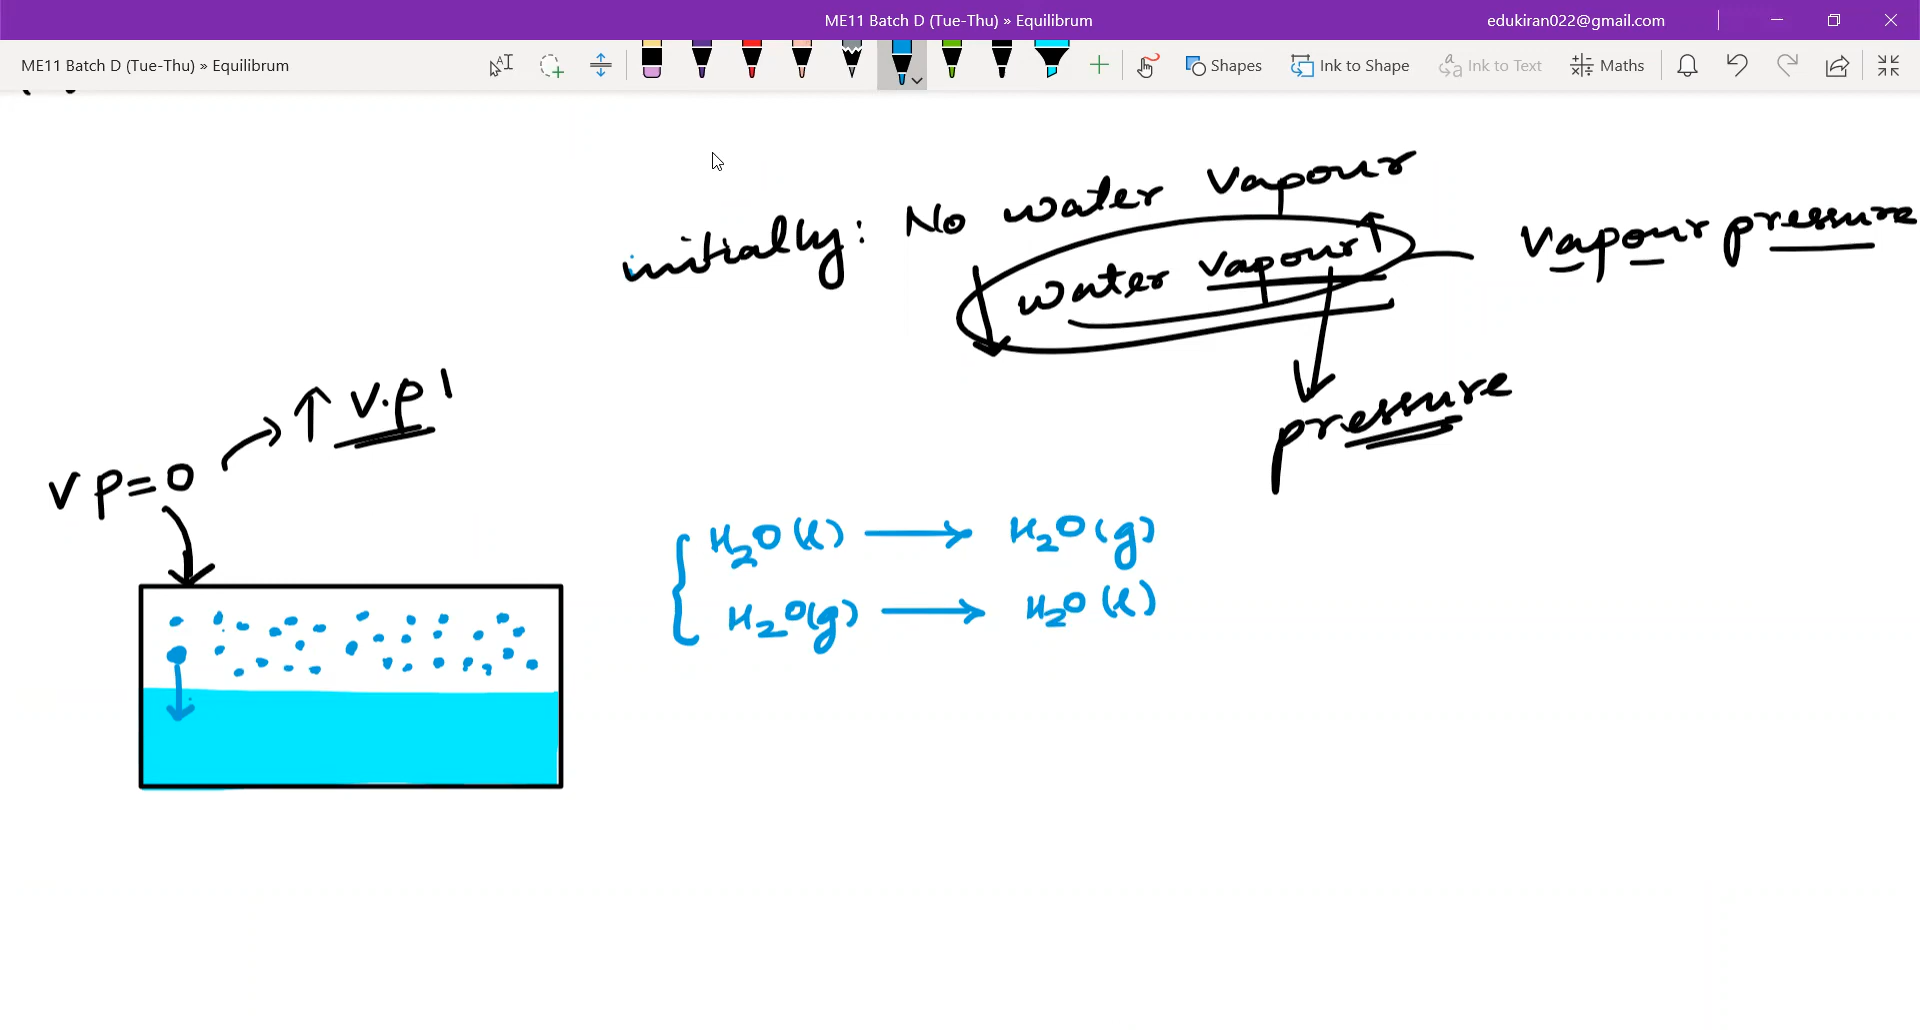 ME11 Batch D (Tue-Thu) » Equilibrum
edukiran022@gmail.com
ME11 Batch D (Tue-Thu) » Equilibrum
Shapes
Ink to Shape
Ink to Text
Maths
initially: No water vapour
water vapour ↑
vapour pressure
pressure
↑ v.p
v p=0
H₂O(l) → H₂O(g)
H₂O(g) → H₂O(l)